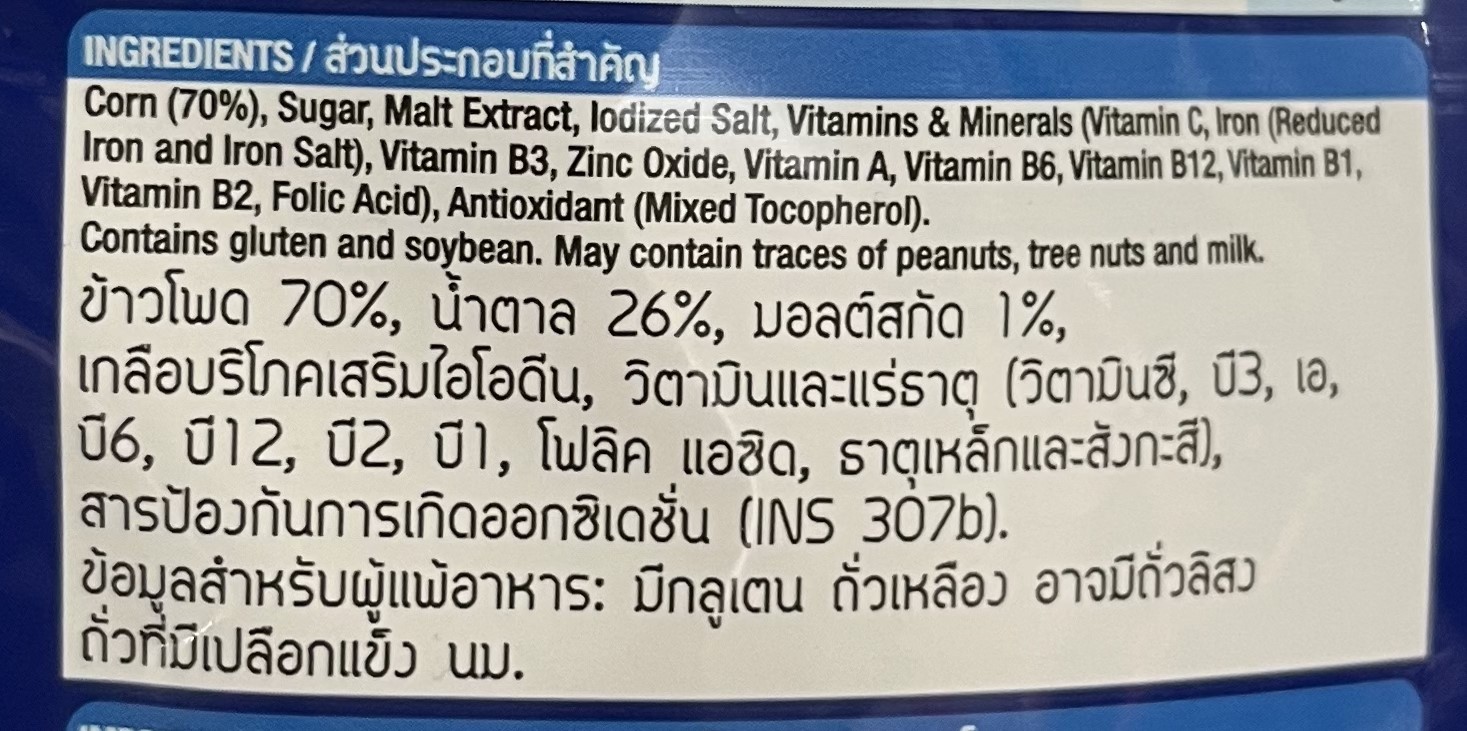 INGREDIENTS / ส่วนประกอบที่สำคัญ
Corn (70%), Sugar, Malt Extract, Iodized Salt, Vitamins & Minerals (Vitamin C, Iron (Reduced
Iron and Iron Salt), Vitamin B3, Zinc Oxide, Vitamin A, Vitamin B6, Vitamin B12, Vitamin B1,
Vitamin B2, Folic Acid), Antioxidant (Mixed Tocopherol).
Contains gluten and soybean. May contain traces of peanuts, tree nuts and milk.
ข้าวโพด 70%, น้ำตาล 26%, มอลต์สกัด 1%,
เกลือบริโภคเสริมไอโอดีน, วิตามินและแร่ธาตุ (วิตามินซี, บี3, เอ,
บี6, บี12, บี2, บี1, โฟลิค แอซิด, ธาตุเหล็กและสังกะสี),
สารป้องกันการเกิดออกซิเดชั่น (INS 307b).
ข้อมูลสำหรับผู้แพ้อาหาร: มีกลูเตน ถั่วเหลือง อาจมีถั่วลิสง
ถั่วที่มีเปลือกแข็ง นม.